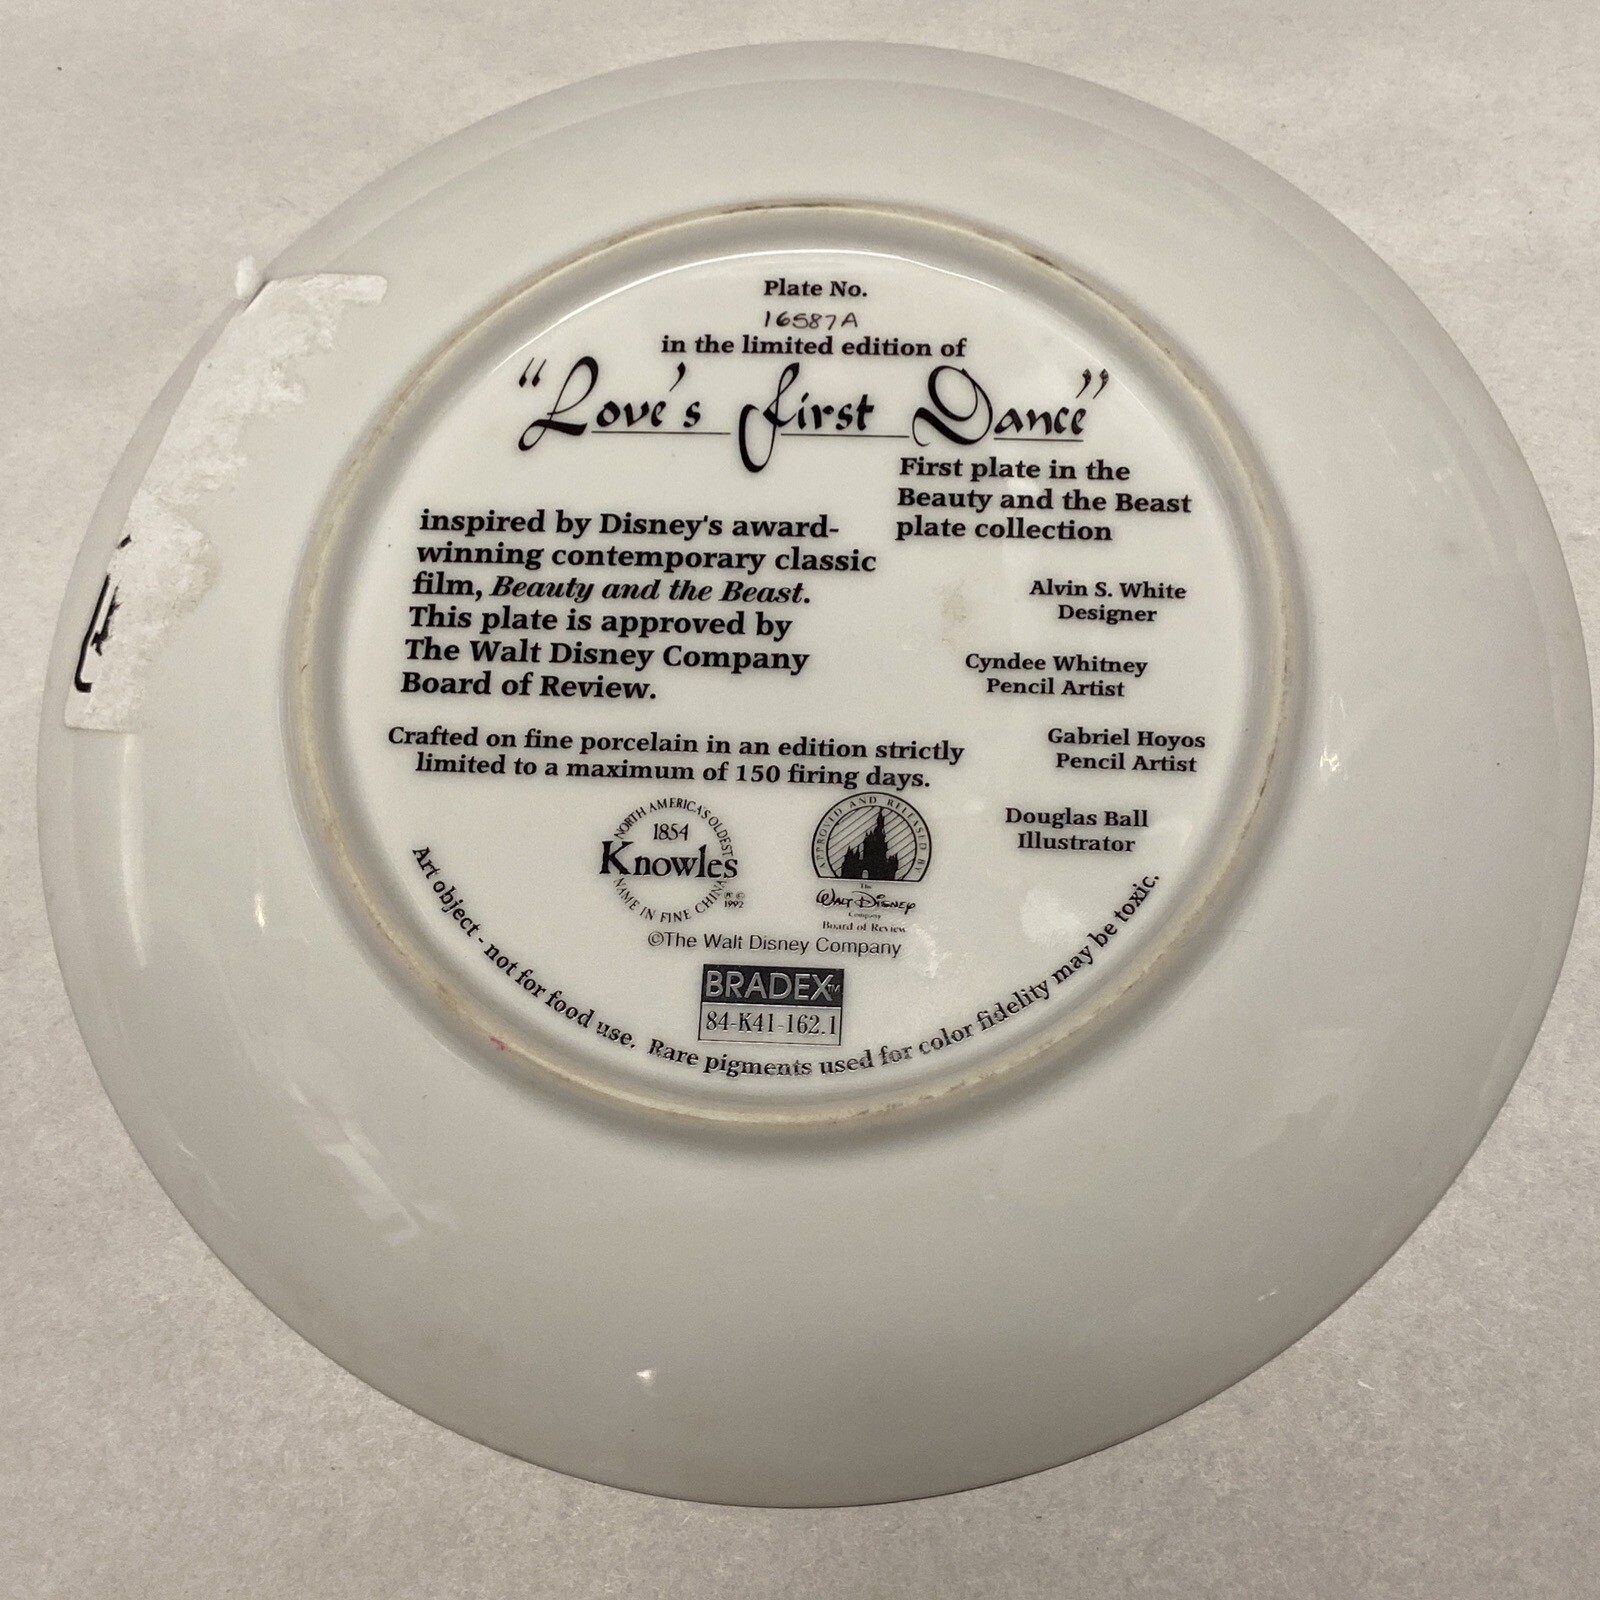 Plate No.
16587A
in the limited edition of
"Love's First Dance"
First plate in the
Beauty and the Beast
plate collection
inspired by Disney's award-
winning contemporary classic
film, Beauty and the Beast.
This plate is approved by
The Walt Disney Company
Board of Review.
Alvin S. White
Designer
Cyndee Whitney
Pencil Artist
Gabriel Hoyos
Pencil Artist
Douglas Ball
Illustrator
Crafted on fine porcelain in an edition strictly
limited to a maximum of 150 firing days.
NORTH AMERICA'S OLDEST
1854
Knowles
NAME IN FINE CHINA
1992
APPROVED AND RELEASED BY
The
WALT DISNEY
Company
Board of Review
©The Walt Disney Company
BRADEX™
84-K41-162.1
Art object - not for food use. Rare pigments used for color fidelity may be toxic.